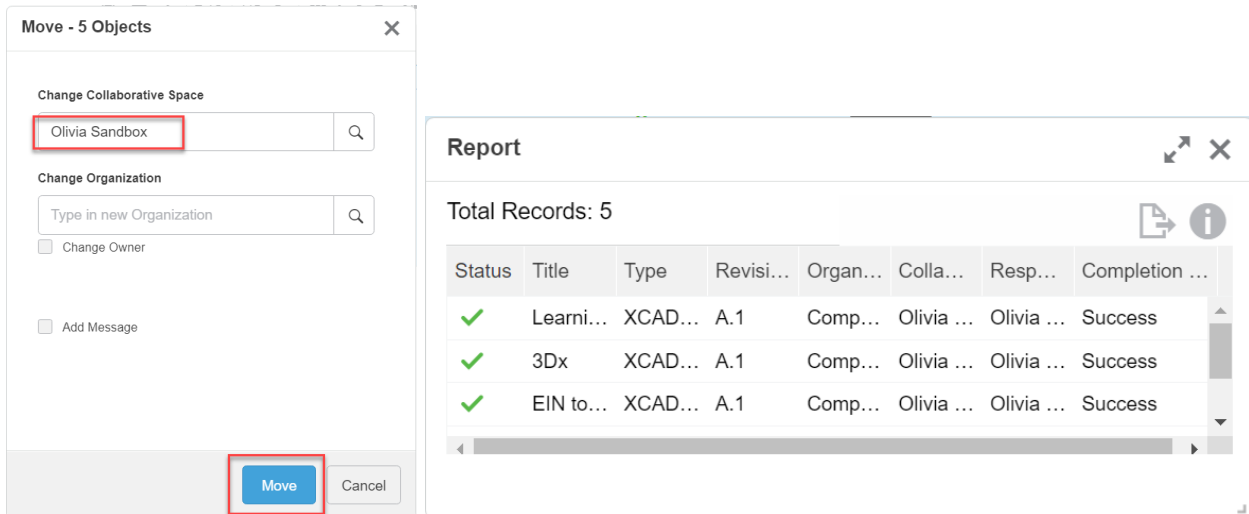 Move - 5 Objects
Change Collaborative Space
Olivia Sandbox
Change Organization
Type in new Organization
Change Owner
Add Message
Move Cancel
Report
Total Records: 5
Status Title Type Revisi... Organ... Colla... Resp... Completion ...
Learni... XCAD... A.1 Comp... Olivia ... Olivia ... Success
3Dx XCAD... A.1 Comp... Olivia ... Olivia ... Success
EIN to... XCAD... A.1 Comp... Olivia ... Olivia ... Success